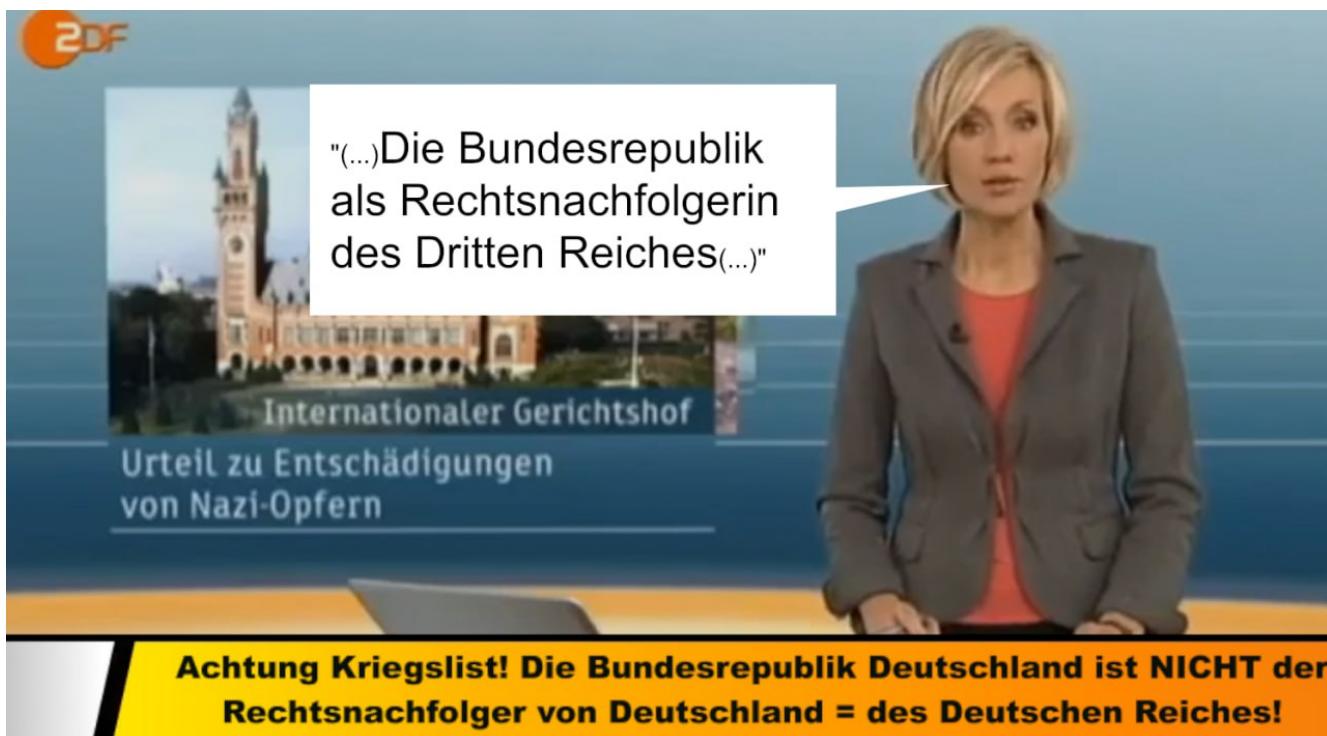 ZDF
"(...)Die Bundesrepublik
als Rechtsnachfolgerin
des Dritten Reiches(...)"
Internationaler Gerichtshof
Urteil zu Entschädigungen
von Nazi-Opfern
Achtung Kriegslist! Die Bundesrepublik Deutschland ist NICHT der
Rechtsnachfolger von Deutschland = des Deutschen Reiches!